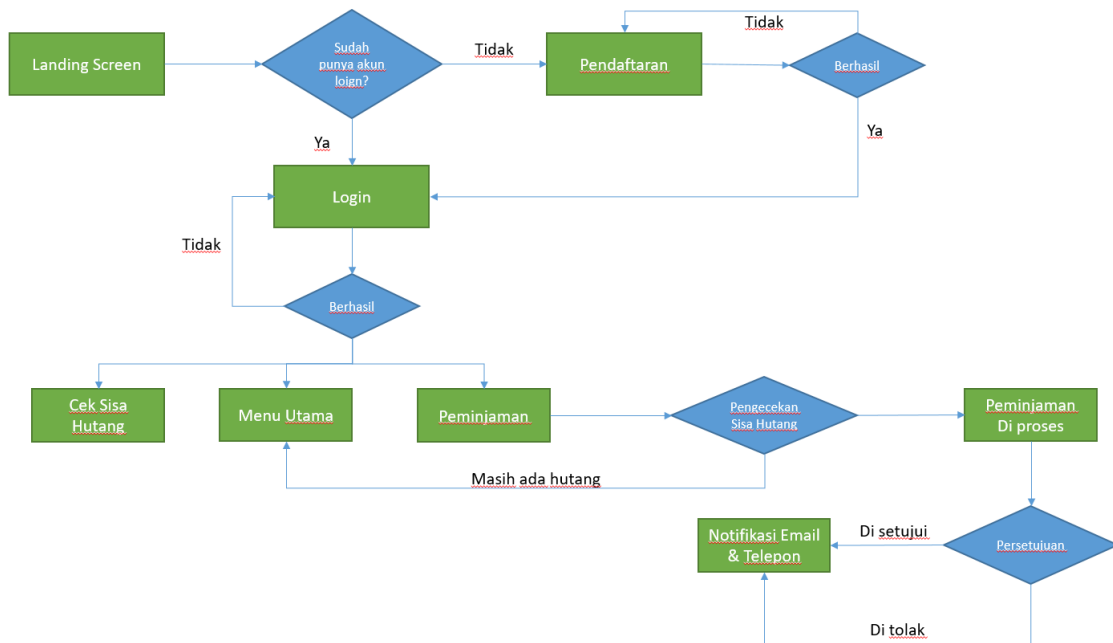 Landing Screen
Sudah
punya akun
loign?
Tidak
Pendaftaran
Tidak
Berhasil
Ya
Ya
Login
Tidak
Berhasil
Cek Sisa
Hutang
Menu Utama
Peminjaman
Pengecekan
Sisa Hutang
Peminjaman
Di proses
Masih ada hutang
Notifikasi Email
& Telepon
Di setujui
Persetujuan
Di tolak